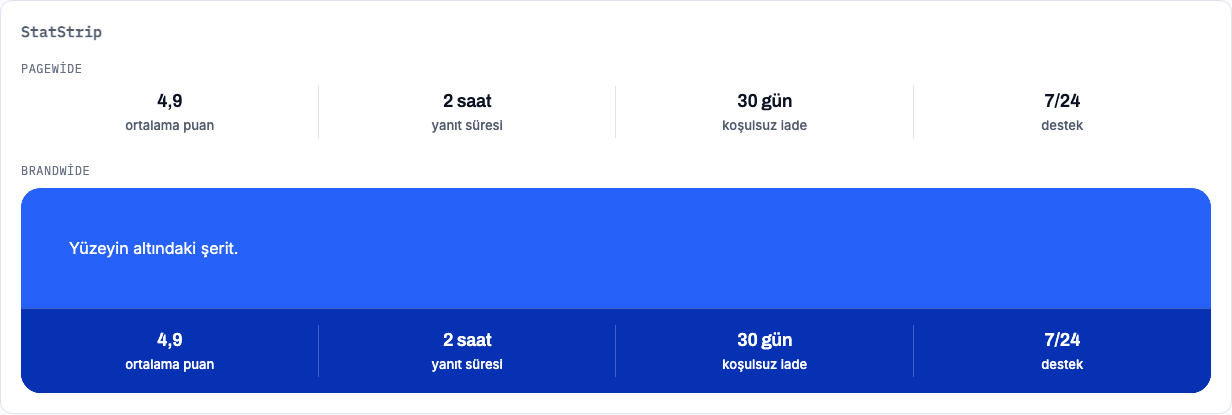 StatStrip
PAGEWİDE
4,9
ortalama puan
2 saat
yanıt süresi
30 gün
koşulsuz iade
7/24
destek
BRANDWİDE
Yüzeyin altındaki şerit.
4,9
ortalama puan
2 saat
yanıt süresi
30 gün
koşulsuz iade
7/24
destek